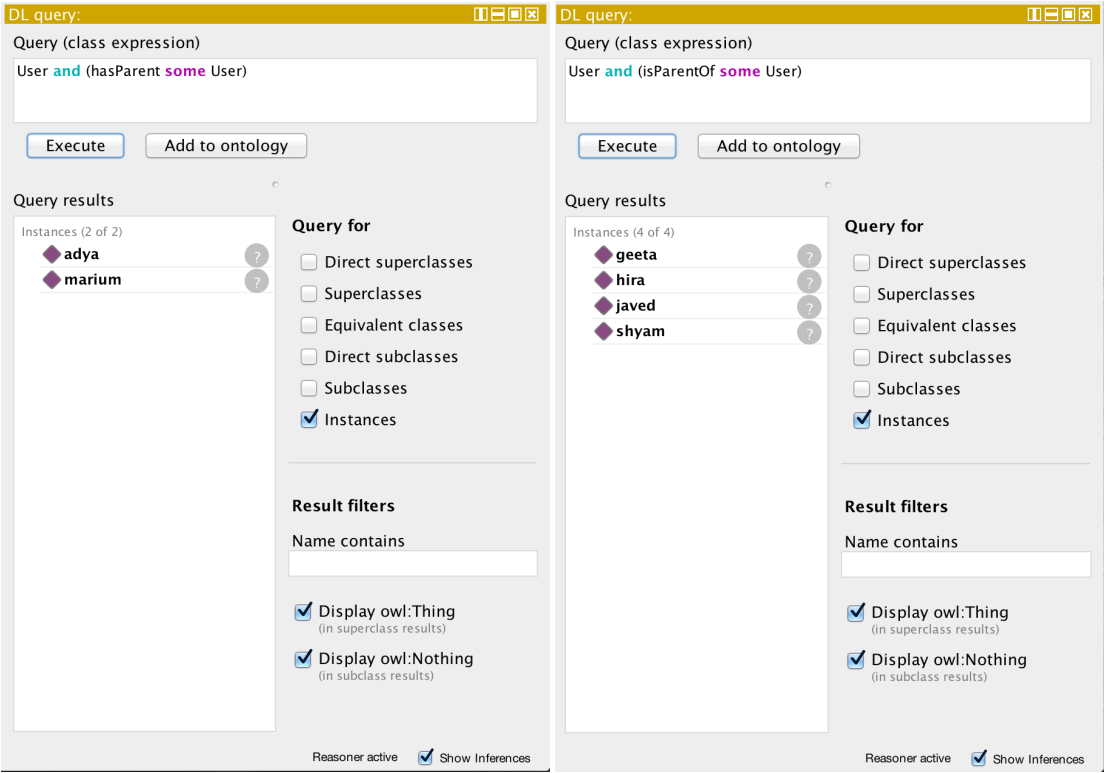 DL query:
Query (class expression)
User and (hasParent some User)
Execute
Add to ontology
Query results
Query for
Instances (2 of 2)
adya
?
marium
?
Direct superclasses
Superclasses
Equivalent classes
Direct subclasses
Subclasses
Instances
Result filters
Name contains
Display owl:Thing
(in superclass results)
Display owl:Nothing
(in subclass results)
Reasoner active
Show Inferences
DL query:
Query (class expression)
User and (isParentOf some User)
Execute
Add to ontology
Query results
Query for
Instances (4 of 4)
geeta
?
hira
?
javed
?
shyam
?
Direct superclasses
Superclasses
Equivalent classes
Direct subclasses
Subclasses
Instances
Result filters
Name contains
Display owl:Thing
(in superclass results)
Display owl:Nothing
(in subclass results)
Reasoner active
Show Inferences